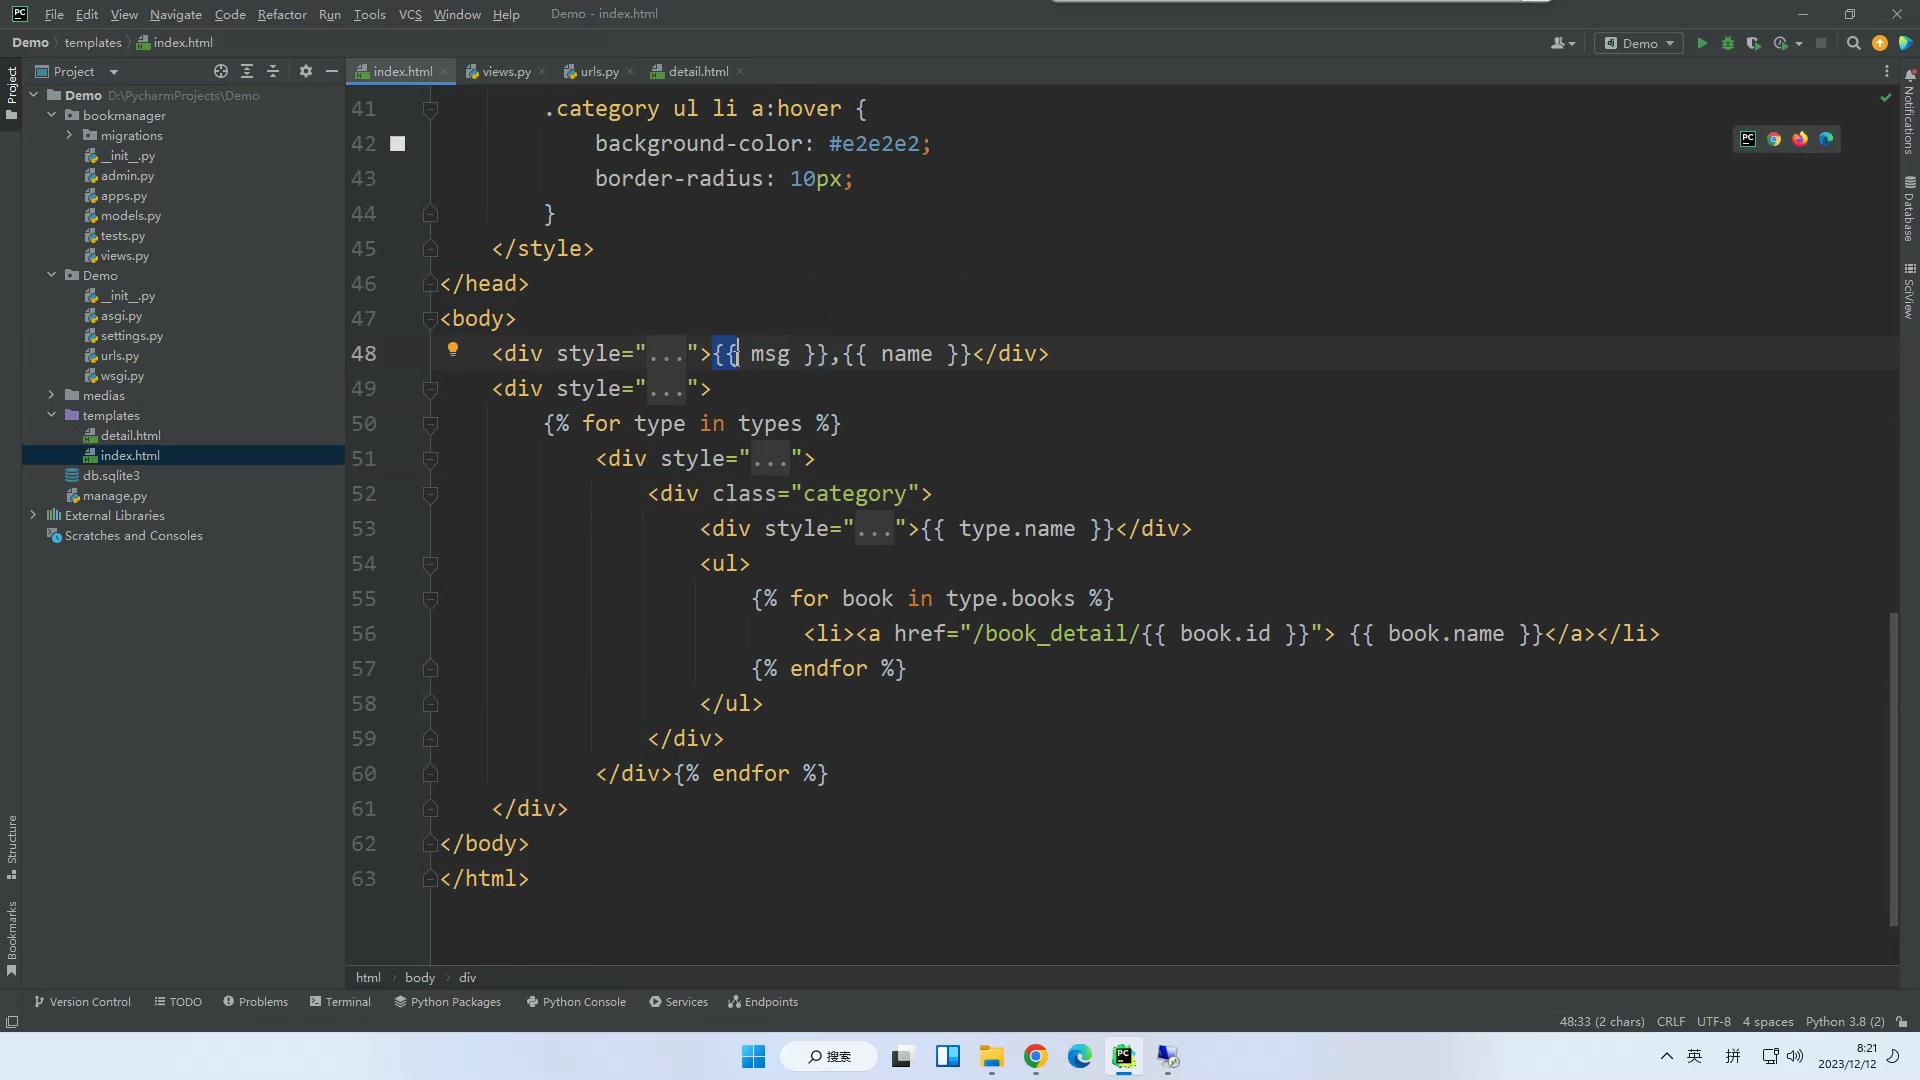 PC File Edit View Navigate Code Refactor Run Tools VCS Window Help Demo - index.html
Demo templates index.html
Demo
Project
index.html views.py urls.py detail.html
Demo D:\PycharmProjects\Demo
bookmanager
migrations
__init__.py
admin.py
apps.py
models.py
tests.py
views.py
Demo
__init__.py
asgi.py
settings.py
urls.py
wsgi.py
medias
templates
detail.html
index.html
db.sqlite3
manage.py
External Libraries
Scratches and Consoles
Project
Structure
Bookmarks
41 .category ul li a:hover {
42 background-color: #e2e2e2;
43 border-radius: 10px;
44 }
45 </style>
46 </head>
47 <body>
48 <div style="...">{{ msg }},{{ name }}</div>
49 <div style="...">
50 {% for type in types %}
51 <div style="...">
52 <div class="category">
53 <div style="...">{{ type.name }}</div>
54 <ul>
55 {% for book in type.books %}
56 <li><a href="/book_detail/{{ book.id }}"> {{ book.name }}</a></li>
57 {% endfor %}
58 </ul>
59 </div>
60 </div>{% endfor %}
61 </div>
62 </body>
63 </html>
Notifications
Database
SciView
html body div
Version Control TODO Problems Terminal Python Packages Python Console Services Endpoints
48:33 (2 chars) CRLF UTF-8 4 spaces Python 3.8 (2)
搜索
PC
英 拼
8:21
2023/12/12